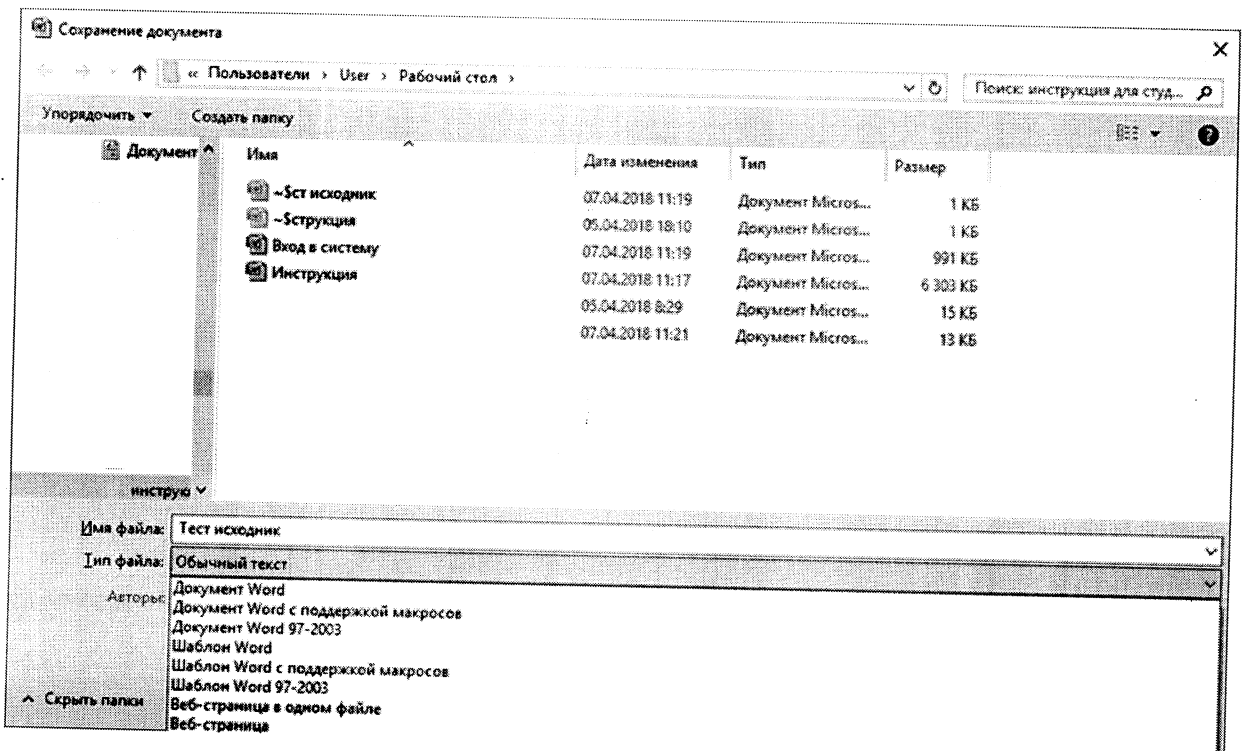 Сохранение документа
« Пользователи › User › Рабочий стол ›
Поиск: инструкция для студ...
Упорядочить Создать папку
Документ
Имя Дата изменения Тип Размер
~$ст исходник 07.04.2018 11:19 Документ Micros... 1 КБ
~$струкция 05.04.2018 18:10 Документ Micros... 1 КБ
Вход в систему 07.04.2018 11:19 Документ Micros... 991 КБ
Инструкция 07.04.2018 11:17 Документ Micros... 6 303 КБ
05.04.2018 8:29 Документ Micros... 15 КБ
07.04.2018 11:21 Документ Micros... 13 КБ
инструкц
Имя файла: Тест исходник
Тип файла: Обычный текст
Авторы:
Документ Word
Документ Word с поддержкой макросов
Документ Word 97-2003
Шаблон Word
Шаблон Word с поддержкой макросов
Шаблон Word 97-2003
Веб-страница в одном файле
Веб-страница
Скрыть папки